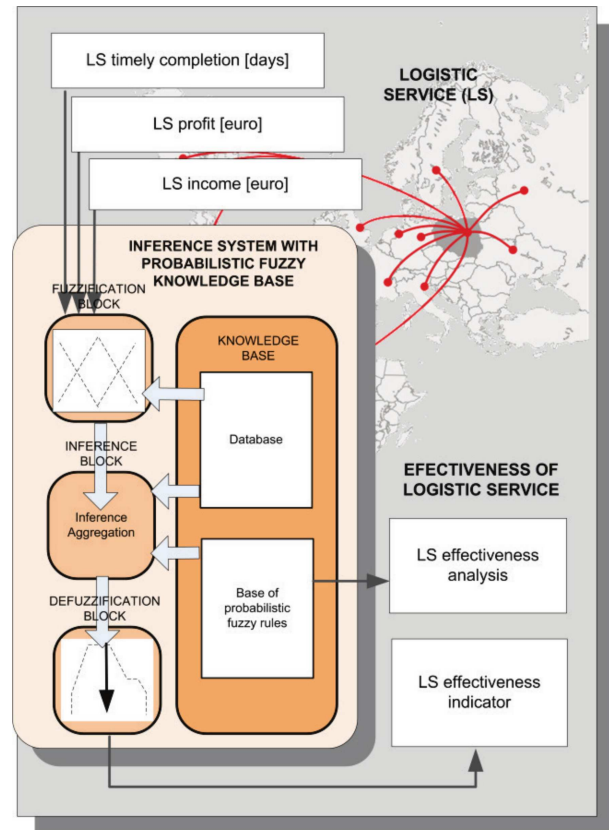 LS timely completion [days]
LS profit [euro]
LS income [euro]
LOGISTIC
SERVICE (LS)
INFERENCE SYSTEM WITH
PROBABILISTIC FUZZY
KNOWLEDGE BASE
FUZZIFICATION
BLOCK
KNOWLEDGE
BASE
Database
INFERENCE
BLOCK
Inference
Aggregation
Base of
probabilistic
fuzzy rules
DEFUZZIFICATION
BLOCK
EFECTIVENESS OF
LOGISTIC SERVICE
LS effectiveness
analysis
LS effectiveness
indicator